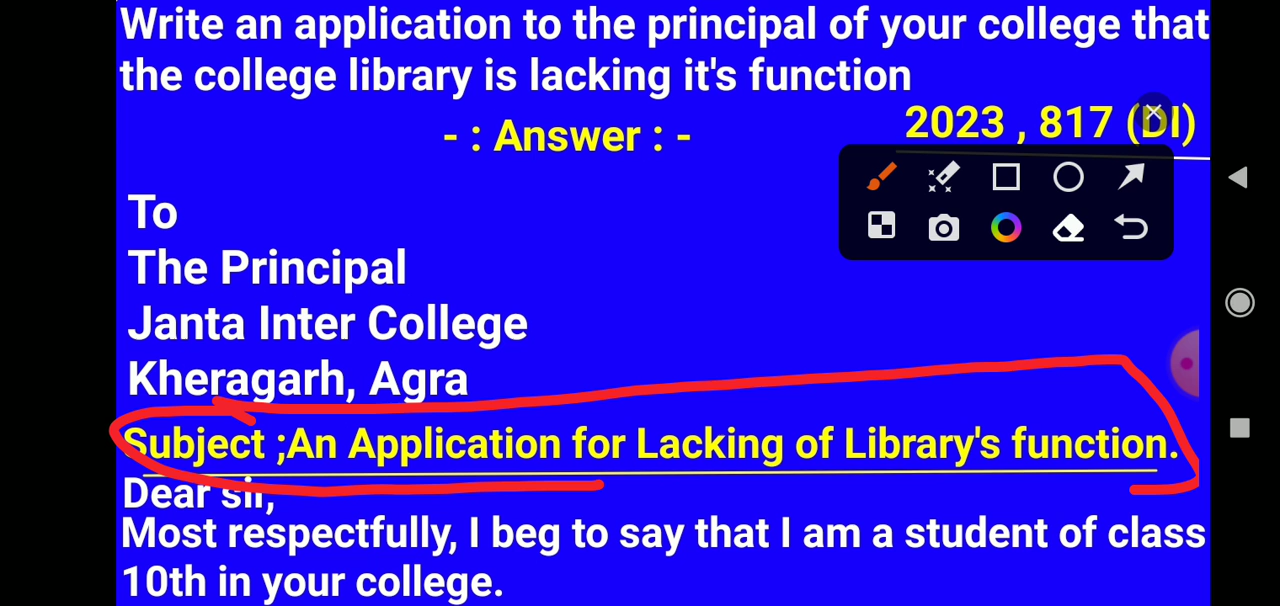 Write an application to the principal of your college that
the college library is lacking it's function
2023 , 817 (DI)
- : Answer : -
To
The Principal
Janta Inter College
Kheragarh, Agra
Subject ;An Application for Lacking of Library's function.
Dear sir,
Most respectfully, I beg to say that I am a student of class
10th in your college.